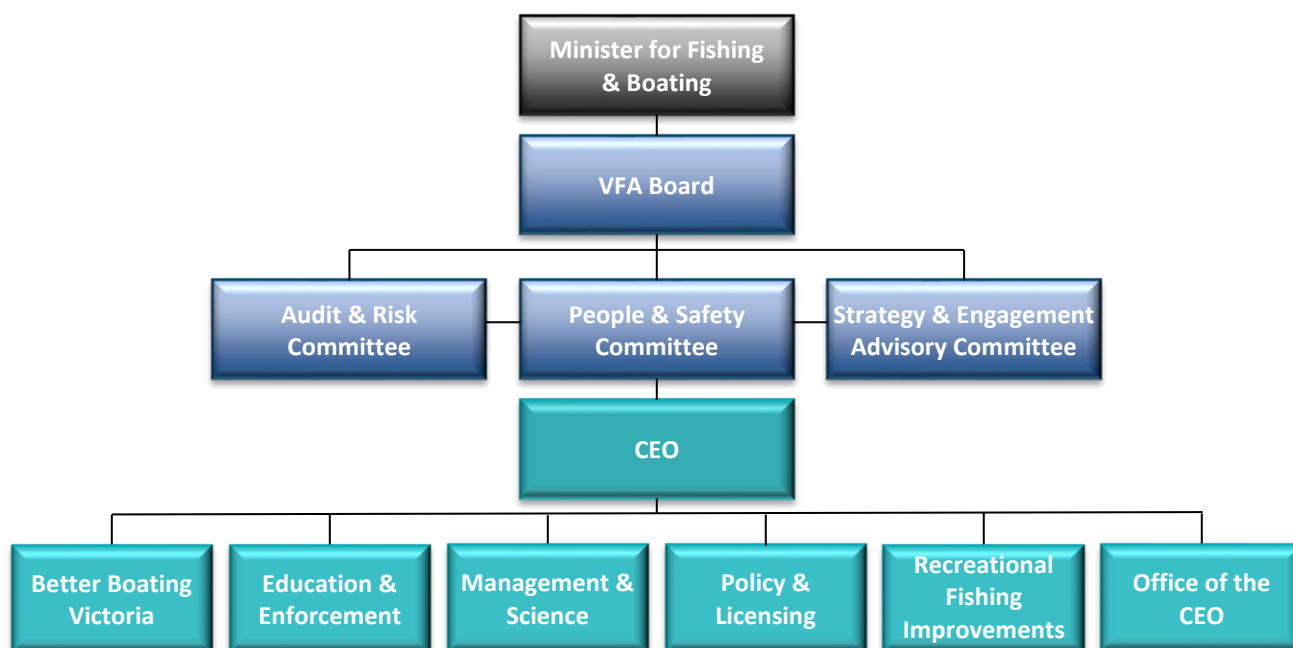 Minister for Fishing
& Boating
VFA Board
Audit & Risk
Committee
People & Safety
Committee
Strategy & Engagement
Advisory Committee
CEO
Better Boating
Victoria
Education &
Enforcement
Management &
Science
Policy &
Licensing
Recreational
Fishing
Improvements
Office of the
CEO